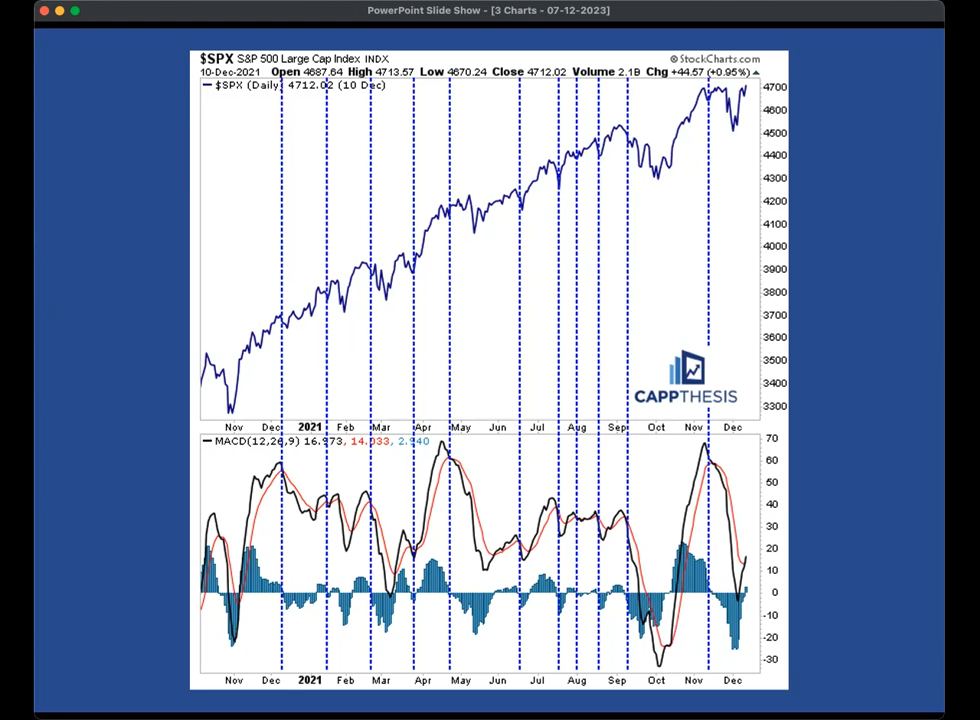 PowerPoint Slide Show - [3 Charts - 07-12-2023]
$SPX S&P 500 Large Cap Index INDX
© StockCharts.com
10-Dec-2021 Open 4687.64 High 4713.57 Low 4670.24 Close 4712.02 Volume 2.1B Chg +44.57 (+0.95%)
$SPX (Daily) 4712.02 (10 Dec)
4700
4600
4500
4400
4300
4200
4100
4000
3900
3800
3700
3600
3500
3400
3300
CAPPTHESIS
Nov Dec 2021 Feb Mar Apr May Jun Jul Aug Sep Oct Nov Dec
MACD(12,26,9) 16.973, 14.033, 2.940
70
60
50
40
30
20
10
0
-10
-20
-30
Nov Dec 2021 Feb Mar Apr May Jun Jul Aug Sep Oct Nov Dec